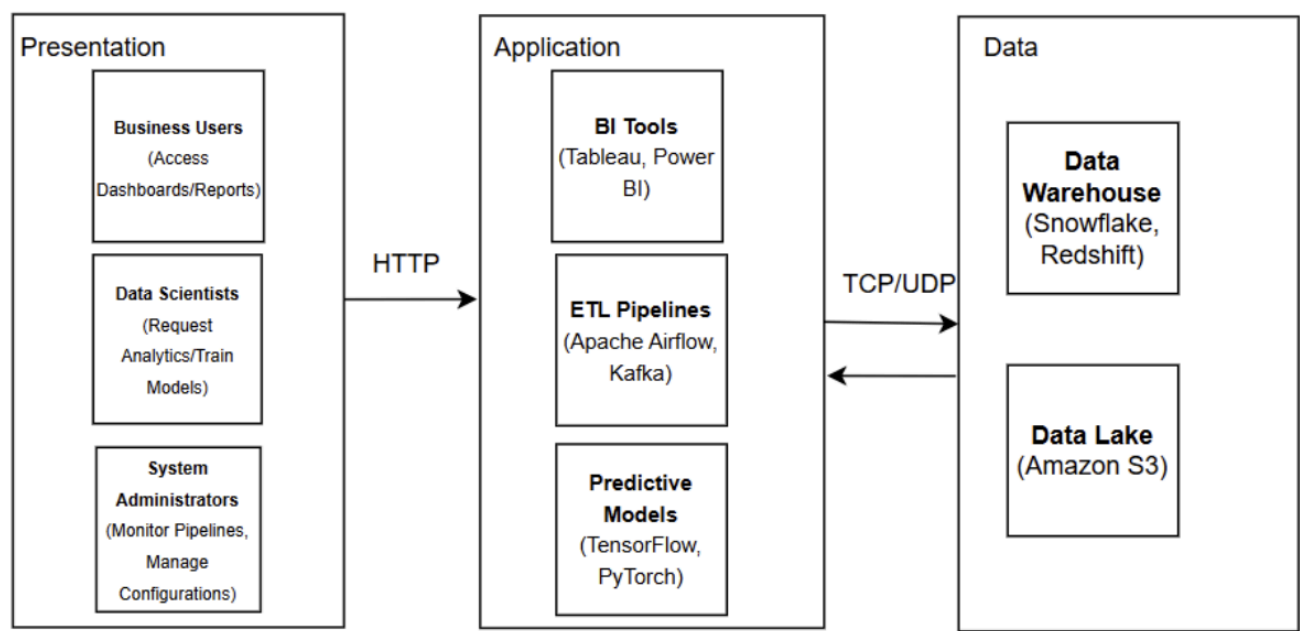 Presentation
Business Users
(Access
Dashboards/Reports)
Data Scientists
(Request
Analytics/Train
Models)
System
Administrators
(Monitor Pipelines,
Manage
Configurations)
HTTP
Application
BI Tools
(Tableau, Power
BI)
ETL Pipelines
(Apache Airflow,
Kafka)
Predictive
Models
(TensorFlow,
PyTorch)
TCP/UDP
Data
Data
Warehouse
(Snowflake,
Redshift)
Data Lake
(Amazon S3)